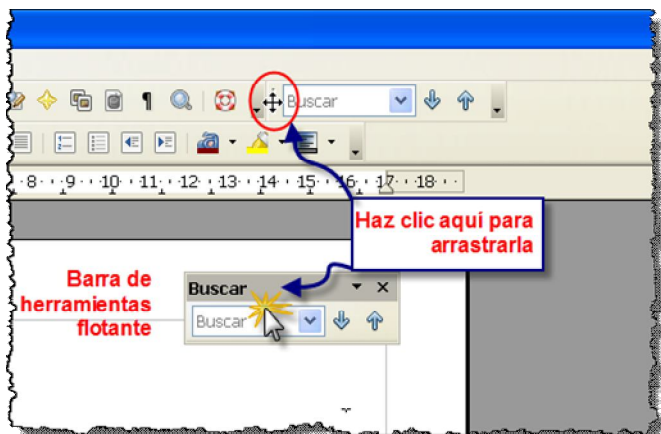 Buscar
8 9 10 11 12 13 14 15 16 17 18
Haz clic aquí para
arrastrarla
Barra de
herramientas
flotante
Buscar
Buscar